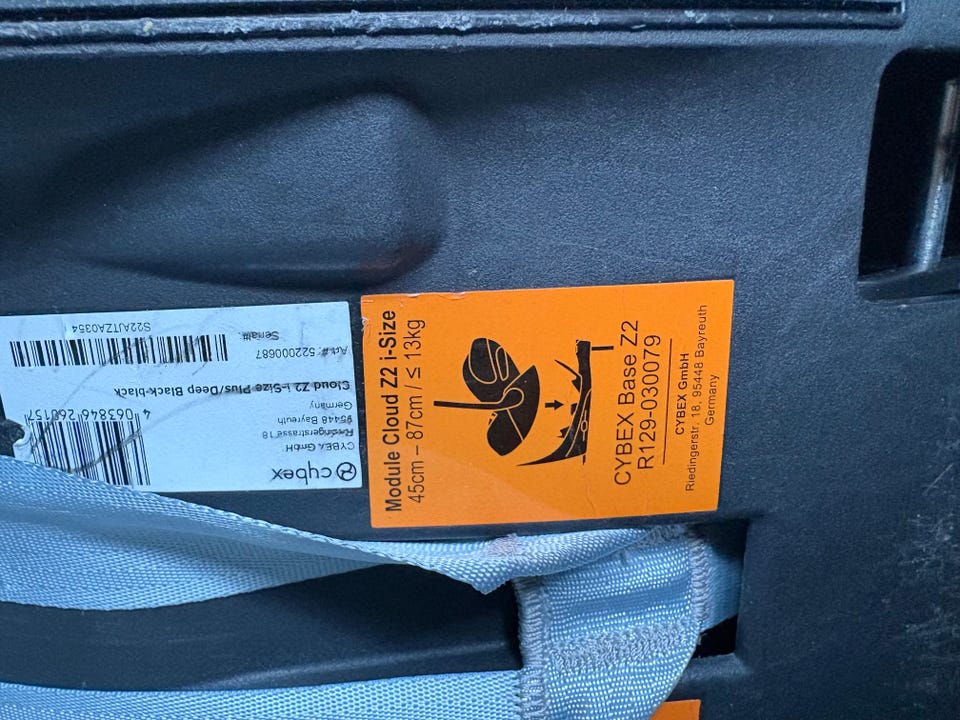 cybex
CYBEX GmbH
Riedingerstrasse 18
95448 Bayreuth
Germany
Cloud Z2 i-Size Plus/Deep Black-black
Art#: 522000687
Serial#:
S22AUTZA0354
4 063846 260157
Module Cloud Z2 i-Size
45cm – 87cm / ≤ 13kg
CYBEX Base Z2
R129-030079
CYBEX GmbH
Riedingerstr. 18, 95448 Bayreuth
Germany